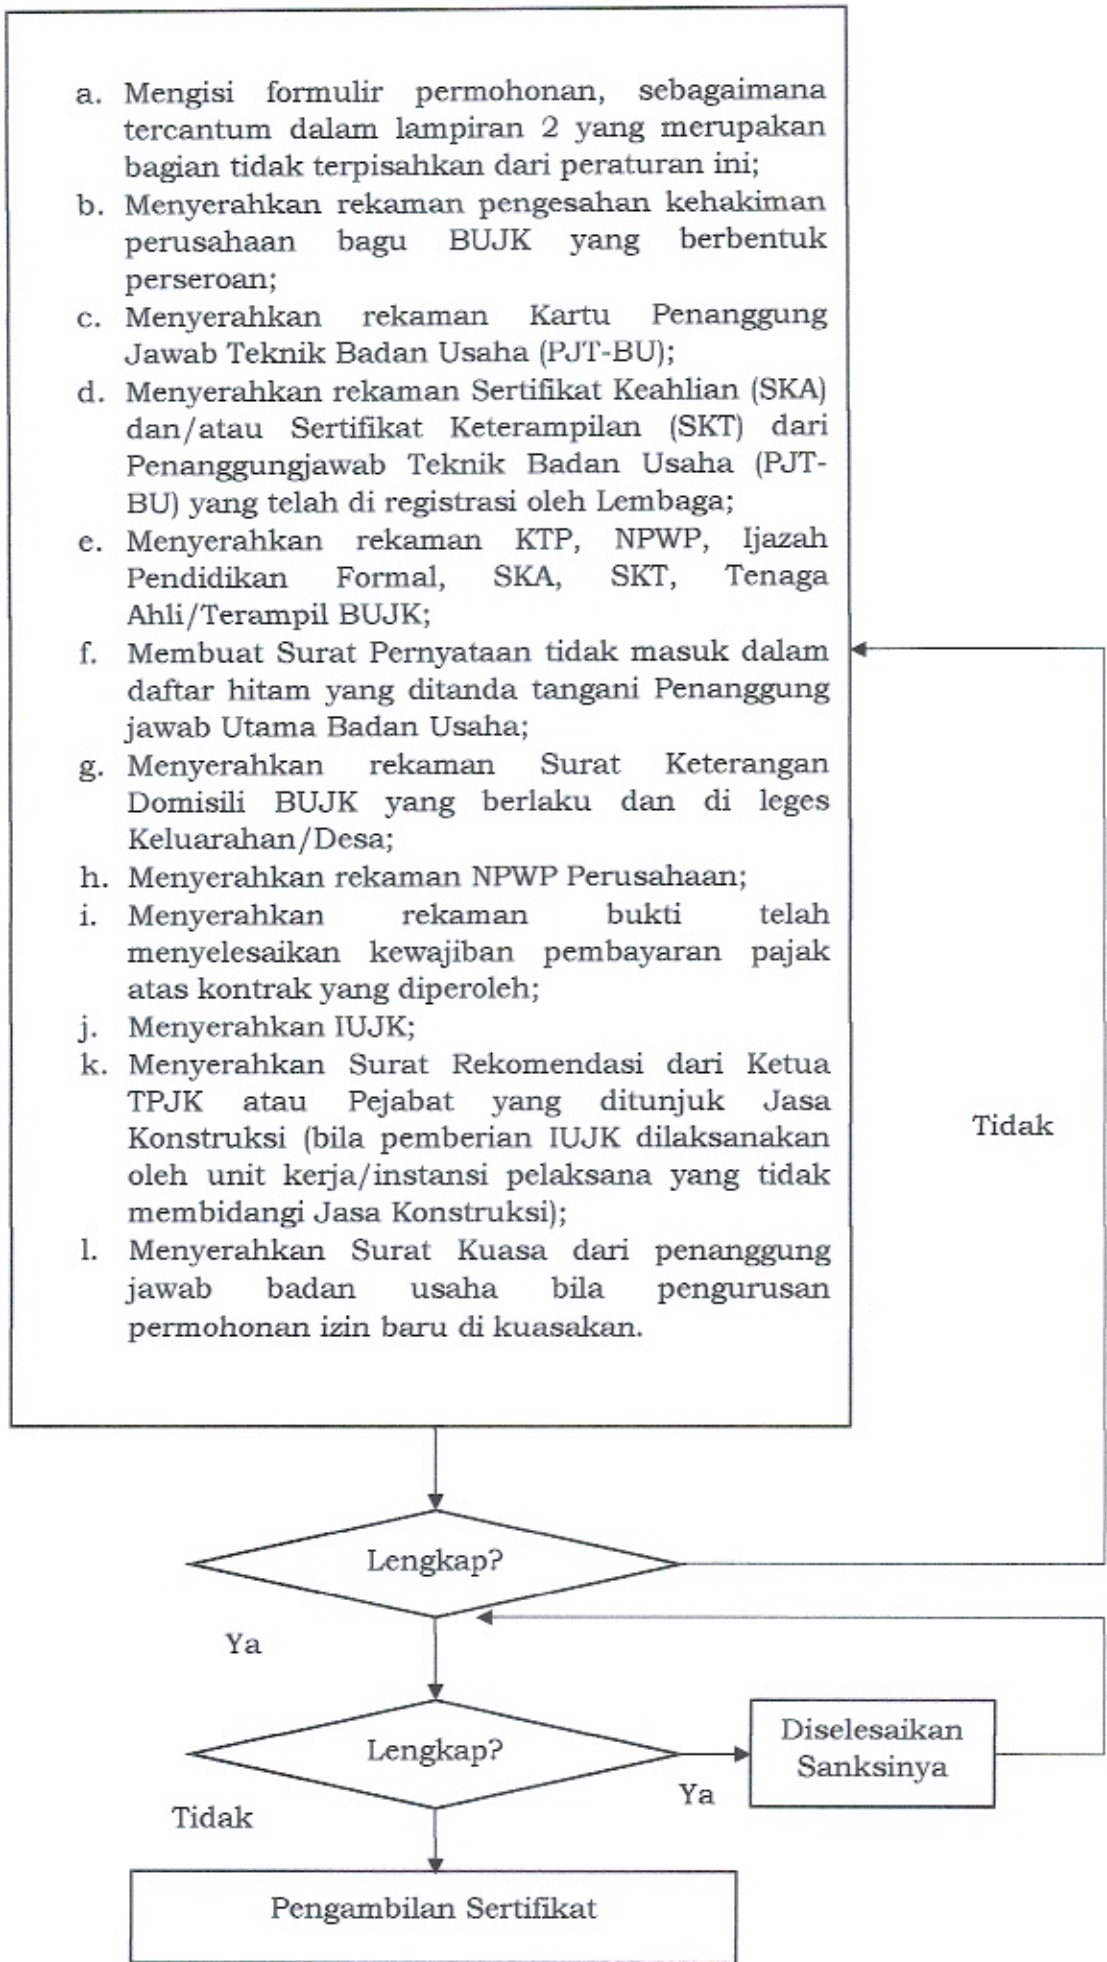 a. Mengisi formulir permohonan, sebagaimana
tercantum dalam lampiran 2 yang merupakan
bagian tidak terpisahkan dari peraturan ini;
b. Menyerahkan rekaman pengesahan kehakiman
perusahaan bagu BUJK yang berbentuk
perseroan;
c. Menyerahkan rekaman Kartu Penanggung
Jawab Teknik Badan Usaha (PJT-BU);
d. Menyerahkan rekaman Sertifikat Keahlian (SKA)
dan/atau Sertifikat Keterampilan (SKT) dari
Penanggungjawab Teknik Badan Usaha (PJT-
BU) yang telah di registrasi oleh Lembaga;
e. Menyerahkan rekaman KTP, NPWP, Ijazah
Pendidikan Formal, SKA, SKT, Tenaga
Ahli/Terampil BUJK;
f. Membuat Surat Pernyataan tidak masuk dalam
daftar hitam yang ditanda tangani Penanggung
jawab Utama Badan Usaha;
g. Menyerahkan rekaman Surat Keterangan
Domisili BUJK yang berlaku dan di leges
Keluarahan/Desa;
h. Menyerahkan rekaman NPWP Perusahaan;
i. Menyerahkan rekaman bukti telah
menyelesaikan kewajiban pembayaran pajak
atas kontrak yang diperoleh;
j. Menyerahkan IUJK;
k. Menyerahkan Surat Rekomendasi dari Ketua
TPJK atau Pejabat yang ditunjuk Jasa
Konstruksi (bila pemberian IUJK dilaksanakan
oleh unit kerja/instansi pelaksana yang tidak
membidangi Jasa Konstruksi);
l. Menyerahkan Surat Kuasa dari penanggung
jawab badan usaha bila pengurusan
permohonan izin baru di kuasakan.
Tidak
Lengkap?
Ya
Lengkap?
Ya
Diselesaikan
Sanksinya
Tidak
Pengambilan Sertifikat